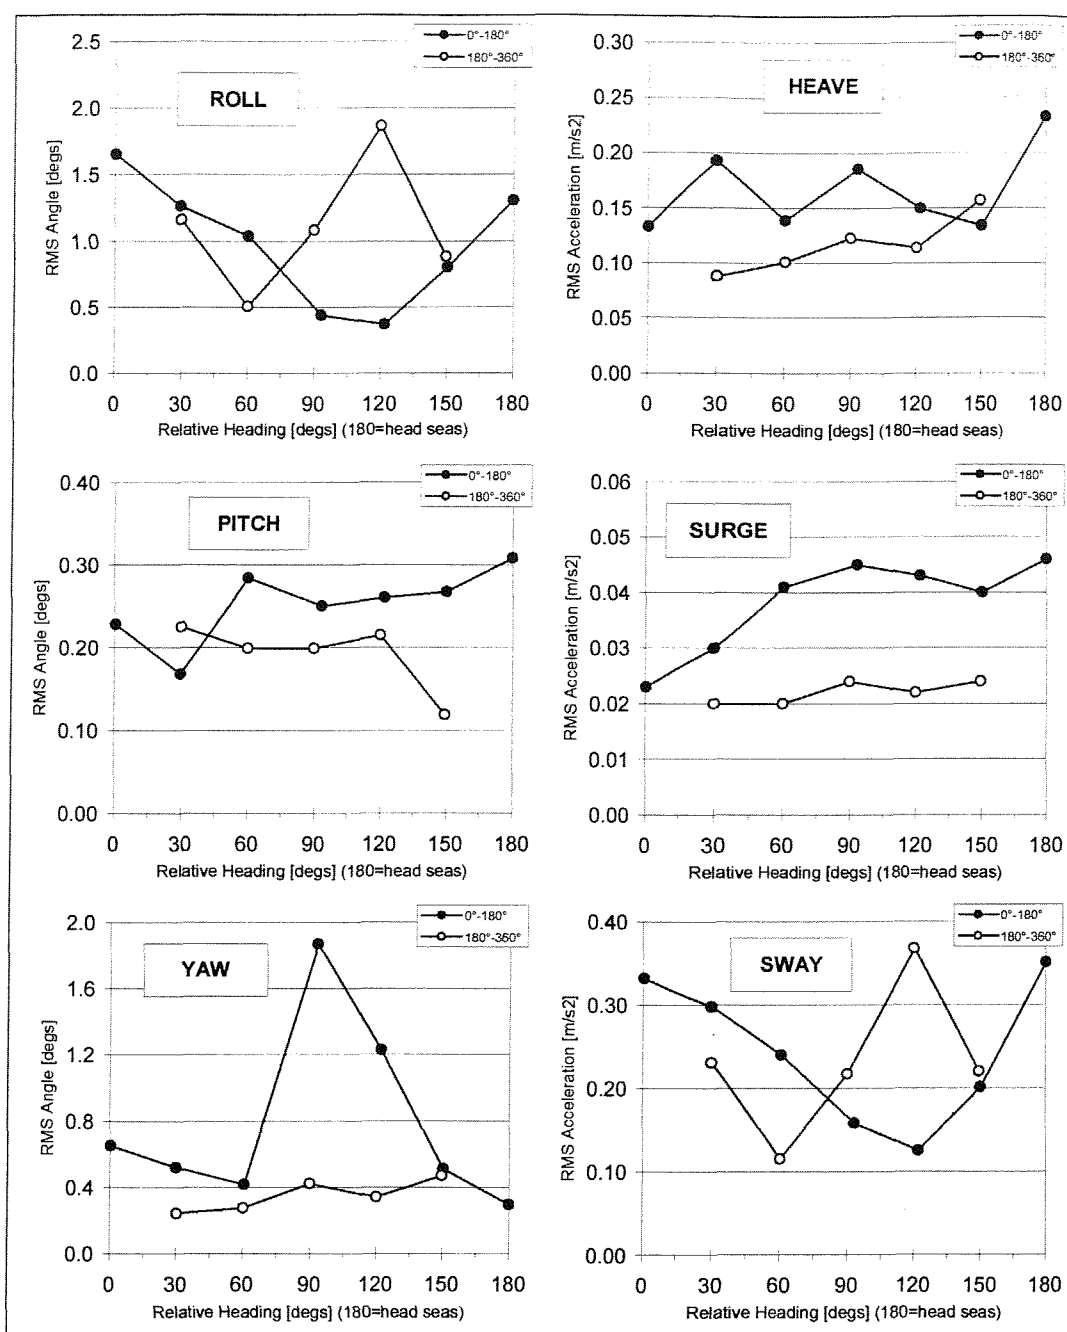 ROLL
0°-180°
180°-360°
RMS Angle [degs]
2.5
2.0
1.5
1.0
0.5
0.0
0 30 60 90 120 150 180
Relative Heading [degs] (180=head seas)
HEAVE
0°-180°
180°-360°
RMS Acceleration [m/s2]
0.30
0.25
0.20
0.15
0.10
0.05
0.00
0 30 60 90 120 150 180
Relative Heading [degs] (180=head seas)
PITCH
0°-180°
180°-360°
RMS Angle [degs]
0.40
0.30
0.20
0.10
0.00
0 30 60 90 120 150 180
Relative Heading [degs] (180=head seas)
SURGE
0°-180°
180°-360°
RMS Acceleration [m/s2]
0.06
0.05
0.04
0.03
0.02
0.01
0.00
0 30 60 90 120 150 180
Relative Heading [degs] (180=head seas)
YAW
0°-180°
180°-360°
RMS Angle [degs]
2.0
1.6
1.2
0.8
0.4
0.0
0 30 60 90 120 150 180
Relative Heading [degs] (180=head seas)
SWAY
0°-180°
180°-360°
RMS Acceleration [m/s2]
0.40
0.30
0.20
0.10
0.00
0 30 60 90 120 150 180
Relative Heading [degs] (180=head seas)